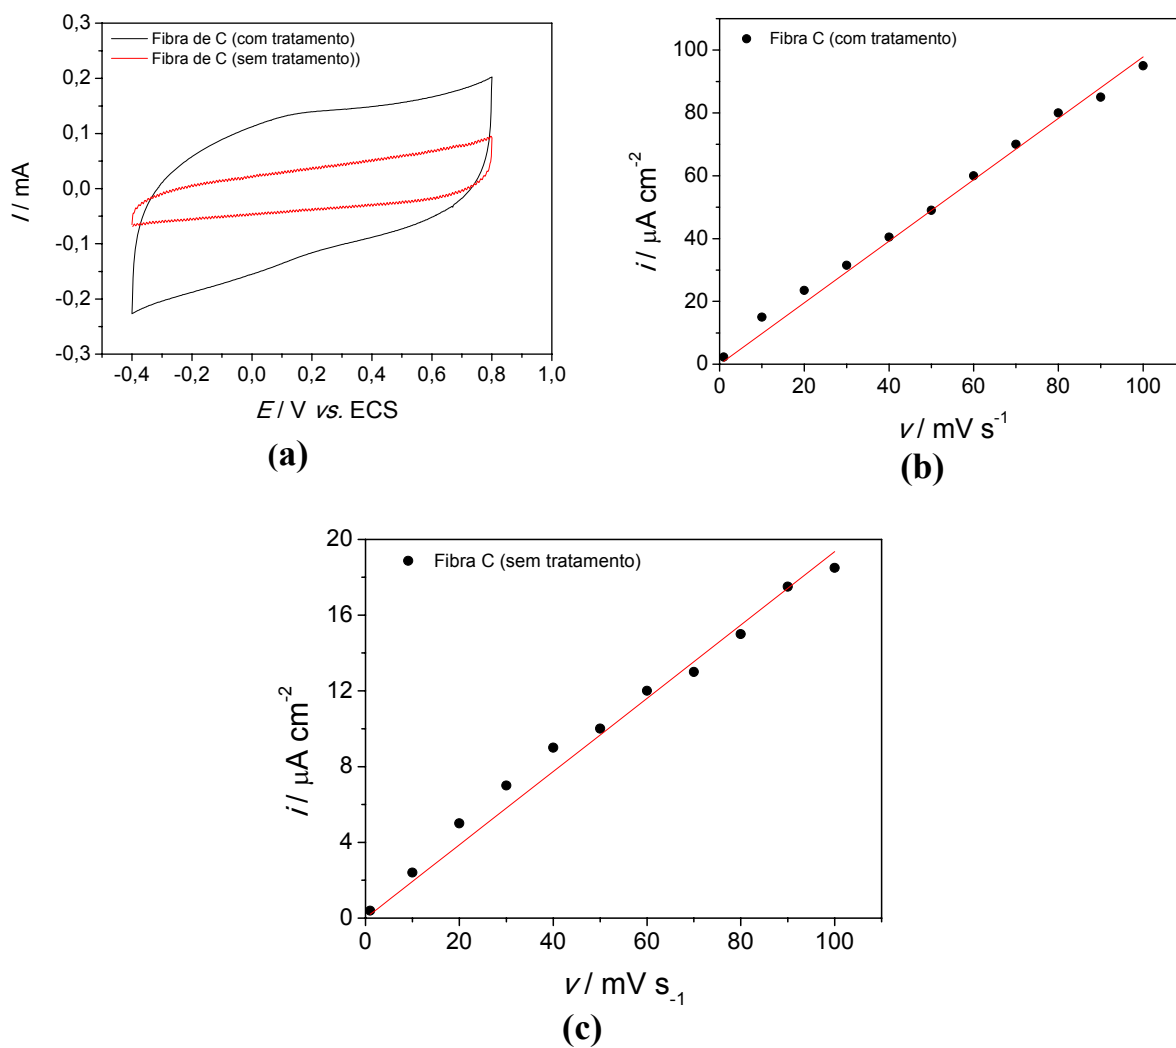 0,3
0,2
0,1
0,0
-0,1
-0,2
-0,3
I / mA
Fibra de C (com tratamento)
Fibra de C (sem tratamento))
-0,4 -0,2 0,0 0,2 0,4 0,6 0,8 1,0
E / V vs. ECS
(a)
100
80
60
40
20
0
i / μA cm⁻²
Fibra C (com tratamento)
0 20 40 60 80 100
ν / mV s⁻¹
(b)
20
16
12
8
4
0
i / μA cm⁻²
Fibra C (sem tratamento)
0 20 40 60 80 100
ν / mV s₋₁
(c)